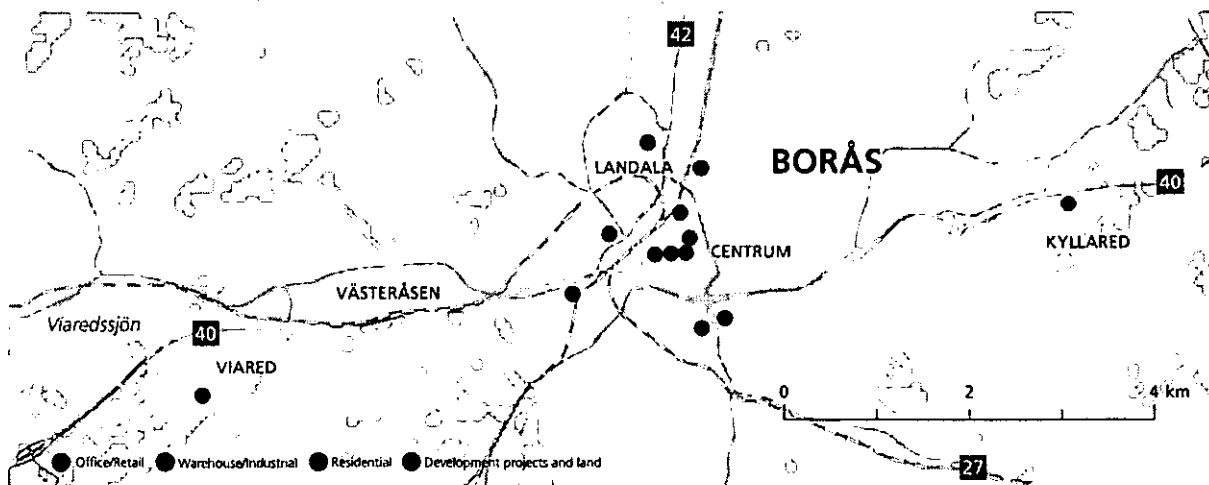 42
LANDALA
BORÅS
40
KYLLARED
CENTRUM
VÄSTERÅSEN
Viaredssjön
40
VIARED
0 2 4 km
Office/Retail Warehouse/Industrial Residential Development projects and land
27